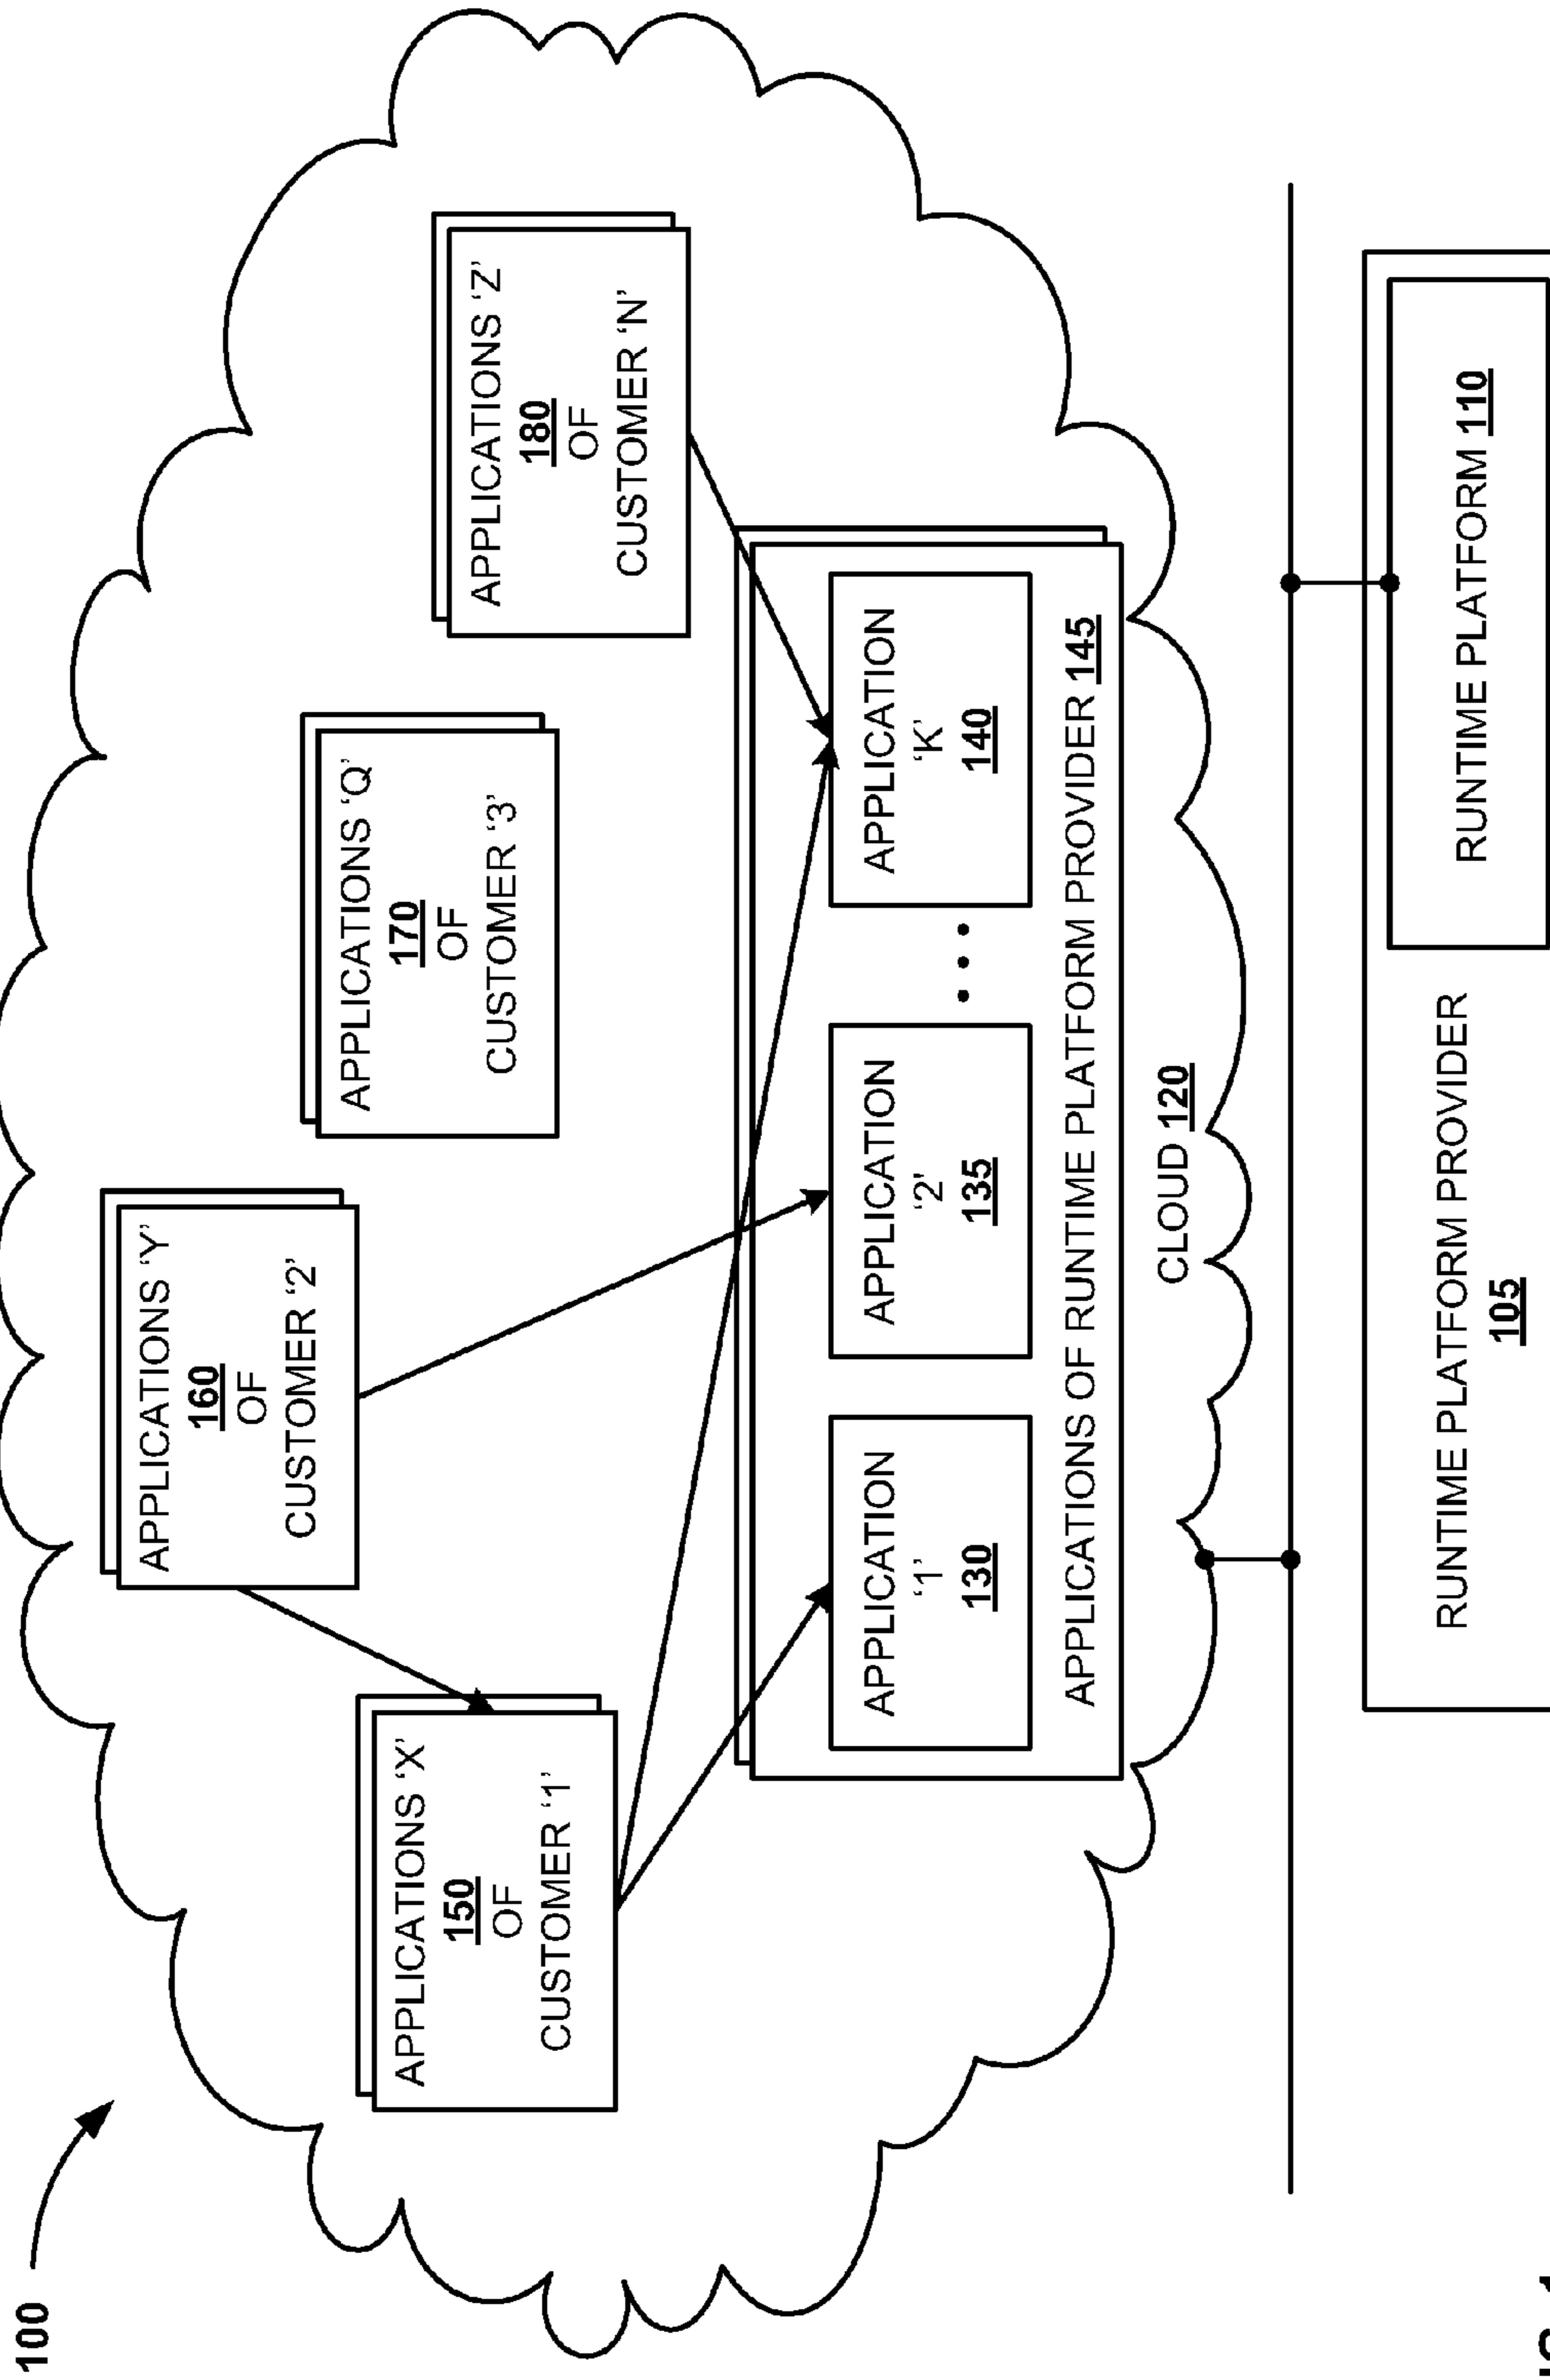 100
APPLICATIONS 'Y'
160
OF
CUSTOMER '2'
APPLICATIONS 'Q'
170
OF
CUSTOMER '3'
APPLICATIONS 'X'
150
OF
CUSTOMER '1'
APPLICATIONS 'Z'
180
OF
CUSTOMER 'N'
APPLICATION
'1'
130
APPLICATION
'2'
135
• • •
APPLICATION
'K'
140
APPLICATIONS OF RUNTIME PLATFORM PROVIDER 145
CLOUD 120
RUNTIME PLATFORM PROVIDER
105
RUNTIME PLATFORM 110